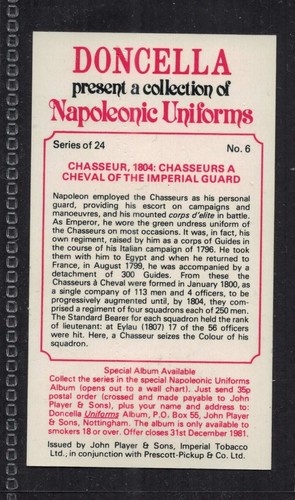 DONCELLA
present a collection of
Napoleonic Uniforms
Series of 24 No. 6
CHASSEUR, 1804: CHASSEURS A
CHEVAL OF THE IMPERIAL GUARD
Napoleon employed the Chasseurs as his personal
guard, providing his escort on campaigns and
manoeuvres, and his mounted corps d'elite in battle.
As Emperor, he wore the green undress uniform of
the Chasseurs on most occasions. It was, in fact, his
own regiment, raised by him as a corps of Guides in
the course of his Italian campaign of 1796. He took
them with him to Egypt and when he returned to
France, in August 1799, he was accompanied by a
detachment of 300 Guides. From these the
Chasseurs à Cheval were formed in January 1800, as
a single company of 113 men and 4 officers, to be
progressively augmented until, by 1804, they com-
prised a regiment of four squadrons each of 250 men.
The Standard Bearer for each squadron held the rank
of lieutenant: at Eylau (1807) 17 of the 56 officers
were hit. Here, a Chasseur seizes the Colour of his
squadron.
Special Album Available
Collect the series in the special Napoleonic Uniforms
Album (opens out to a wall chart). Just send 35p
postal order (crossed and made payable to John
Player & Sons), plus your name and address to:
Doncella Uniforms Album, P.O. Box 55, John Player
& Sons, Nottingham. The album is only available to
smokers 18 or over. Offer closes 31st December 1981.
Issued by John Player & Sons, Imperial Tobacco
Ltd., in conjunction with Prescott-Pickup & Co. Ltd.